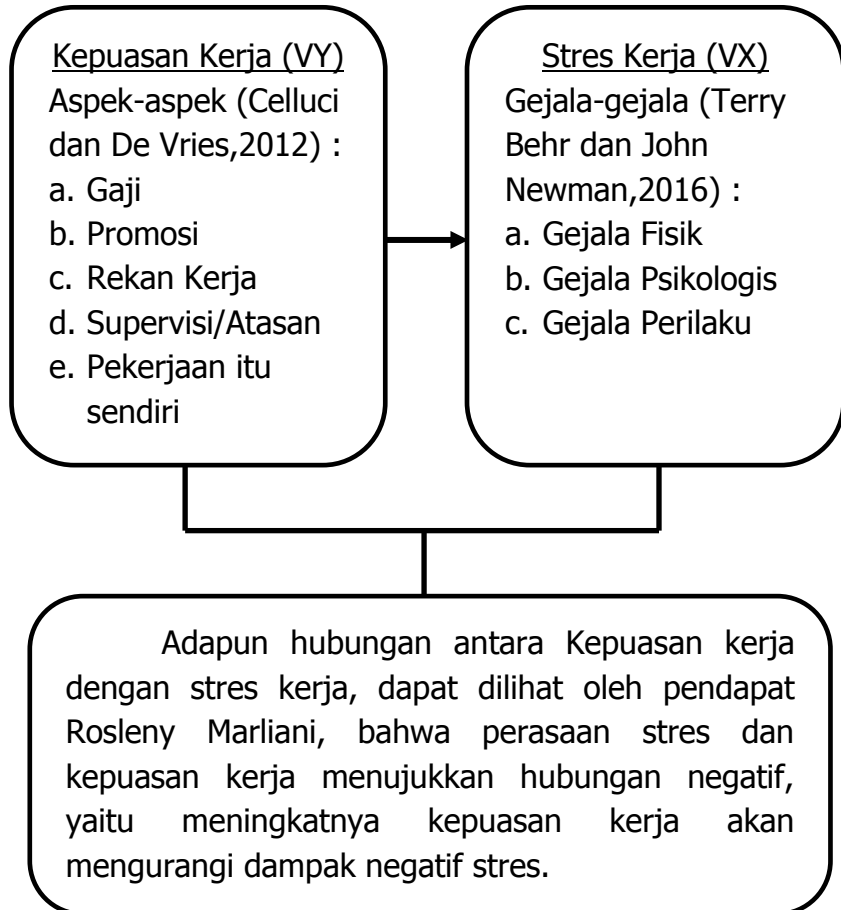 Kepuasan Kerja (VY)
Aspek-aspek (Celluci
dan De Vries,2012) :
a. Gaji
b. Promosi
c. Rekan Kerja
d. Supervisi/Atasan
e. Pekerjaan itu
sendiri
Stres Kerja (VX)
Gejala-gejala (Terry
Behr dan John
Newman,2016) :
a. Gejala Fisik
b. Gejala Psikologis
c. Gejala Perilaku
Adapun hubungan antara Kepuasan kerja
dengan stres kerja, dapat dilihat oleh pendapat
Rosleny Marliani, bahwa perasaan stres dan
kepuasan kerja menujukkan hubungan negatif,
yaitu meningkatnya kepuasan kerja akan
mengurangi dampak negatif stres.